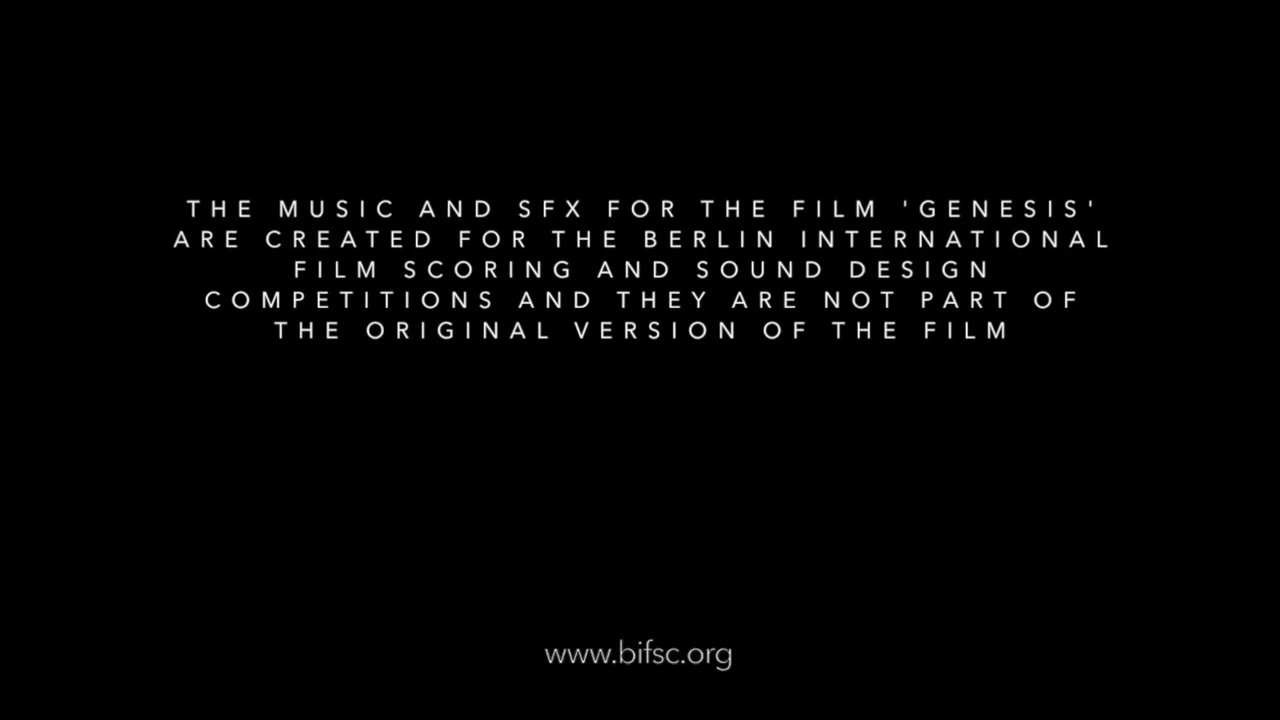 THE MUSIC AND SFX FOR THE FILM 'GENESIS'
ARE CREATED FOR THE BERLIN INTERNATIONAL
FILM SCORING AND SOUND DESIGN
COMPETITIONS AND THEY ARE NOT PART OF
THE ORIGINAL VERSION OF THE FILM
www.bifsc.org